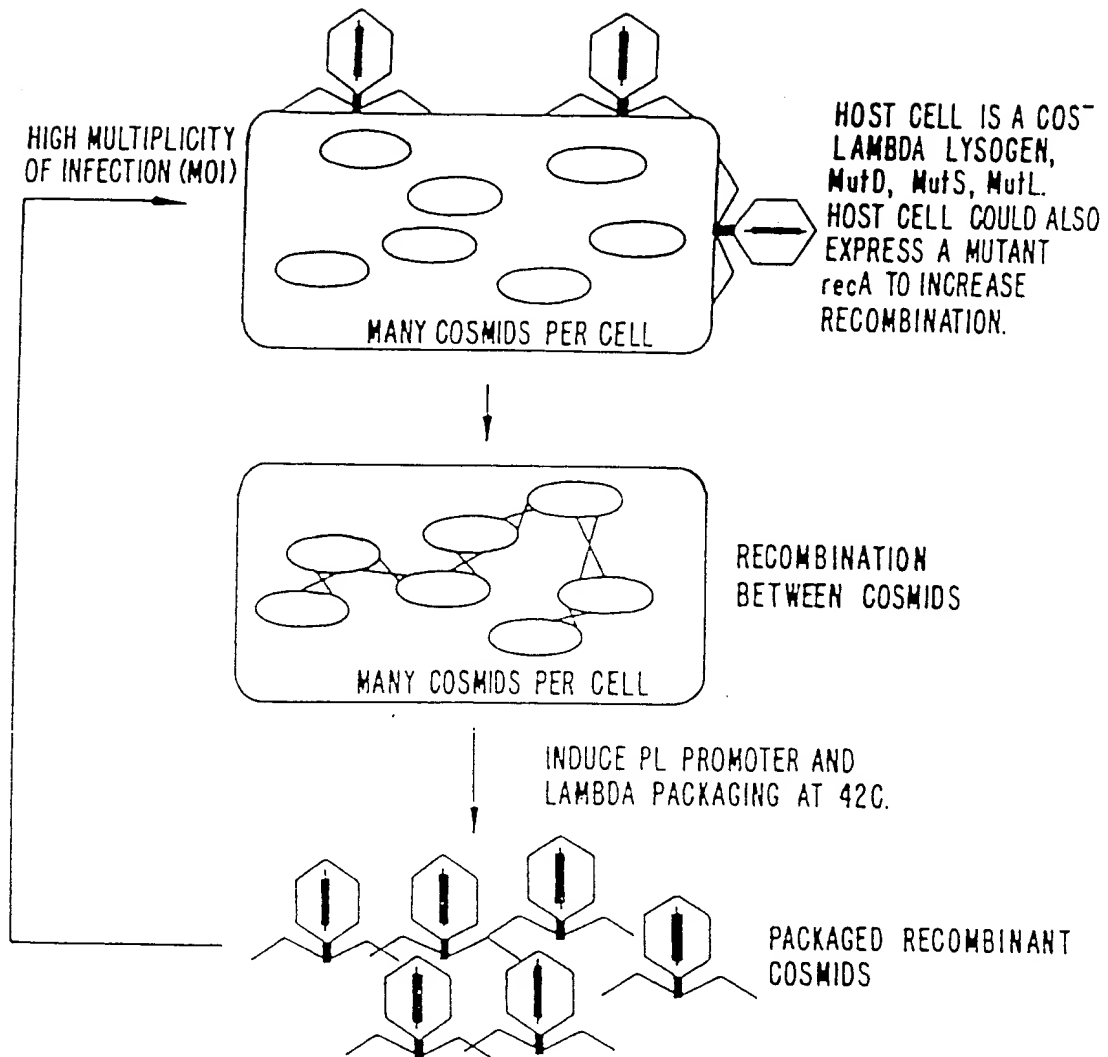 HIGH MULTIPLICITY
OF INFECTION (MOI)
HOST CELL IS A COS⁻
LAMBDA LYSOGEN,
MutD, MutS, MutL.
HOST CELL COULD ALSO
EXPRESS A MUTANT
recA TO INCREASE
RECOMBINATION.
MANY COSMIDS PER CELL
RECOMBINATION
BETWEEN COSMIDS
MANY COSMIDS PER CELL
INDUCE PL PROMOTER AND
LAMBDA PACKAGING AT 42C.
PACKAGED RECOMBINANT
COSMIDS